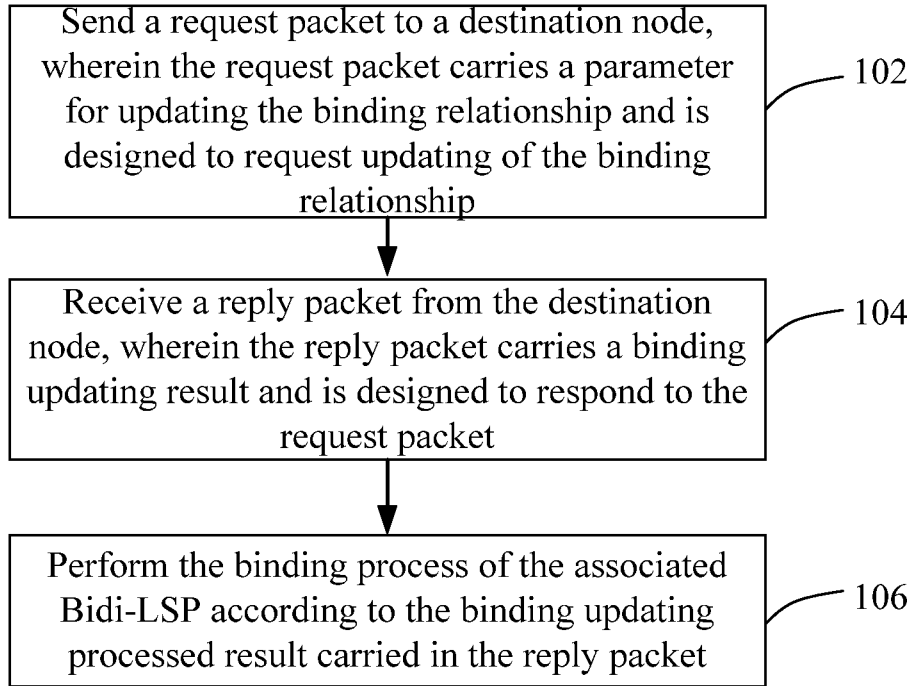 Send a request packet to a destination node,
wherein the request packet carries a parameter
for updating the binding relationship and is
designed to request updating of the binding
relationship
102
Receive a reply packet from the destination
node, wherein the reply packet carries a binding
updating result and is designed to respond to the
request packet
104
Perform the binding process of the associated
Bidi-LSP according to the binding updating
processed result carried in the reply packet
106